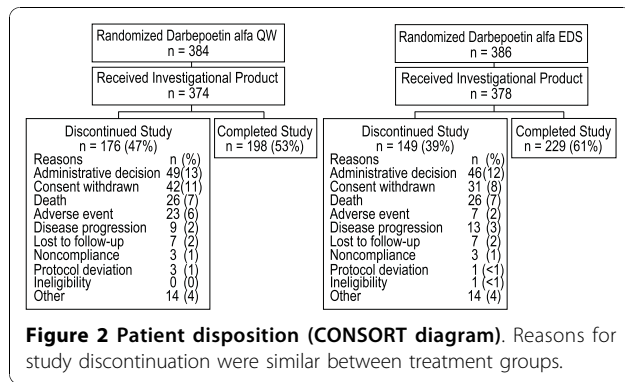 Randomized Darbepoetin alfa QW
n = 384
Received Investigational Product
n = 374
Discontinued Study
n = 176 (47%)
Reasons n (%)
Administrative decision 49(13)
Consent withdrawn 42(11)
Death 26 (7)
Adverse event 23 (6)
Disease progression 9 (2)
Lost to follow-up 7 (2)
Noncompliance 3 (1)
Protocol deviation 3 (1)
Ineligibility 0 (0)
Other 14 (4)
Completed Study
n = 198 (53%)
Randomized Darbepoetin alfa EDS
n = 386
Received Investigational Product
n = 378
Discontinued Study
n = 149 (39%)
Reasons n (%)
Administrative decision 46(12)
Consent withdrawn 31 (8)
Death 26 (7)
Adverse event 7 (2)
Disease progression 13 (3)
Lost to follow-up 7 (2)
Noncompliance 3 (1)
Protocol deviation 1 (<1)
Ineligibility 1 (<1)
Other 14 (4)
Completed Study
n = 229 (61%)
Figure 2 Patient disposition (CONSORT diagram). Reasons for
study discontinuation were similar between treatment groups.